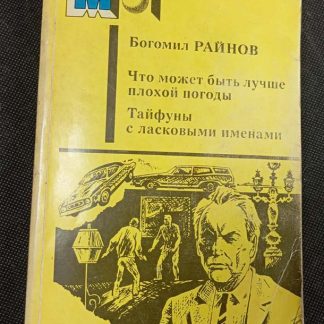 М
Богомил РАЙНОВ
Что может быть лучше
плохой погоды
Тайфуны
с ласковыми именами